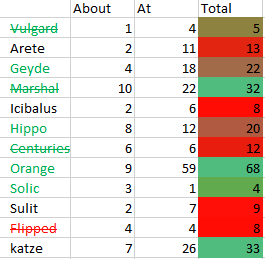 About At Total
Vulgard 1 4 5
Arete 2 11 13
Geyde 4 18 22
Marshal 10 22 32
Icibalus 2 6 8
Hippo 8 12 20
Centuries 6 6 12
Orange 9 59 68
Solic 3 1 4
Sulit 2 7 9
Flipped 4 4 8
katze 7 26 33